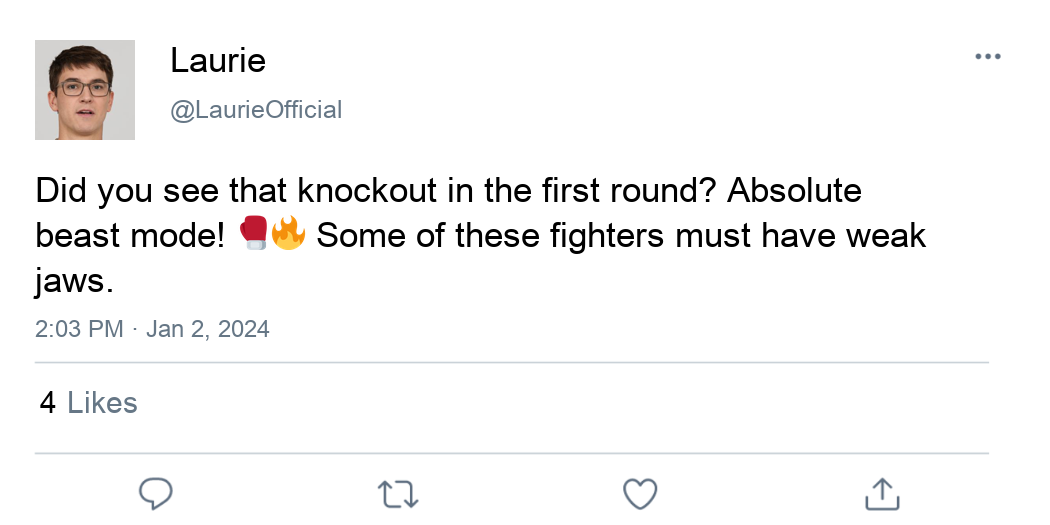 Laurie
@LaurieOfficial
Did you see that knockout in the first round? Absolute
beast mode! 🥊🔥 Some of these fighters must have weak
jaws.
2:03 PM · Jan 2, 2024
4 Likes